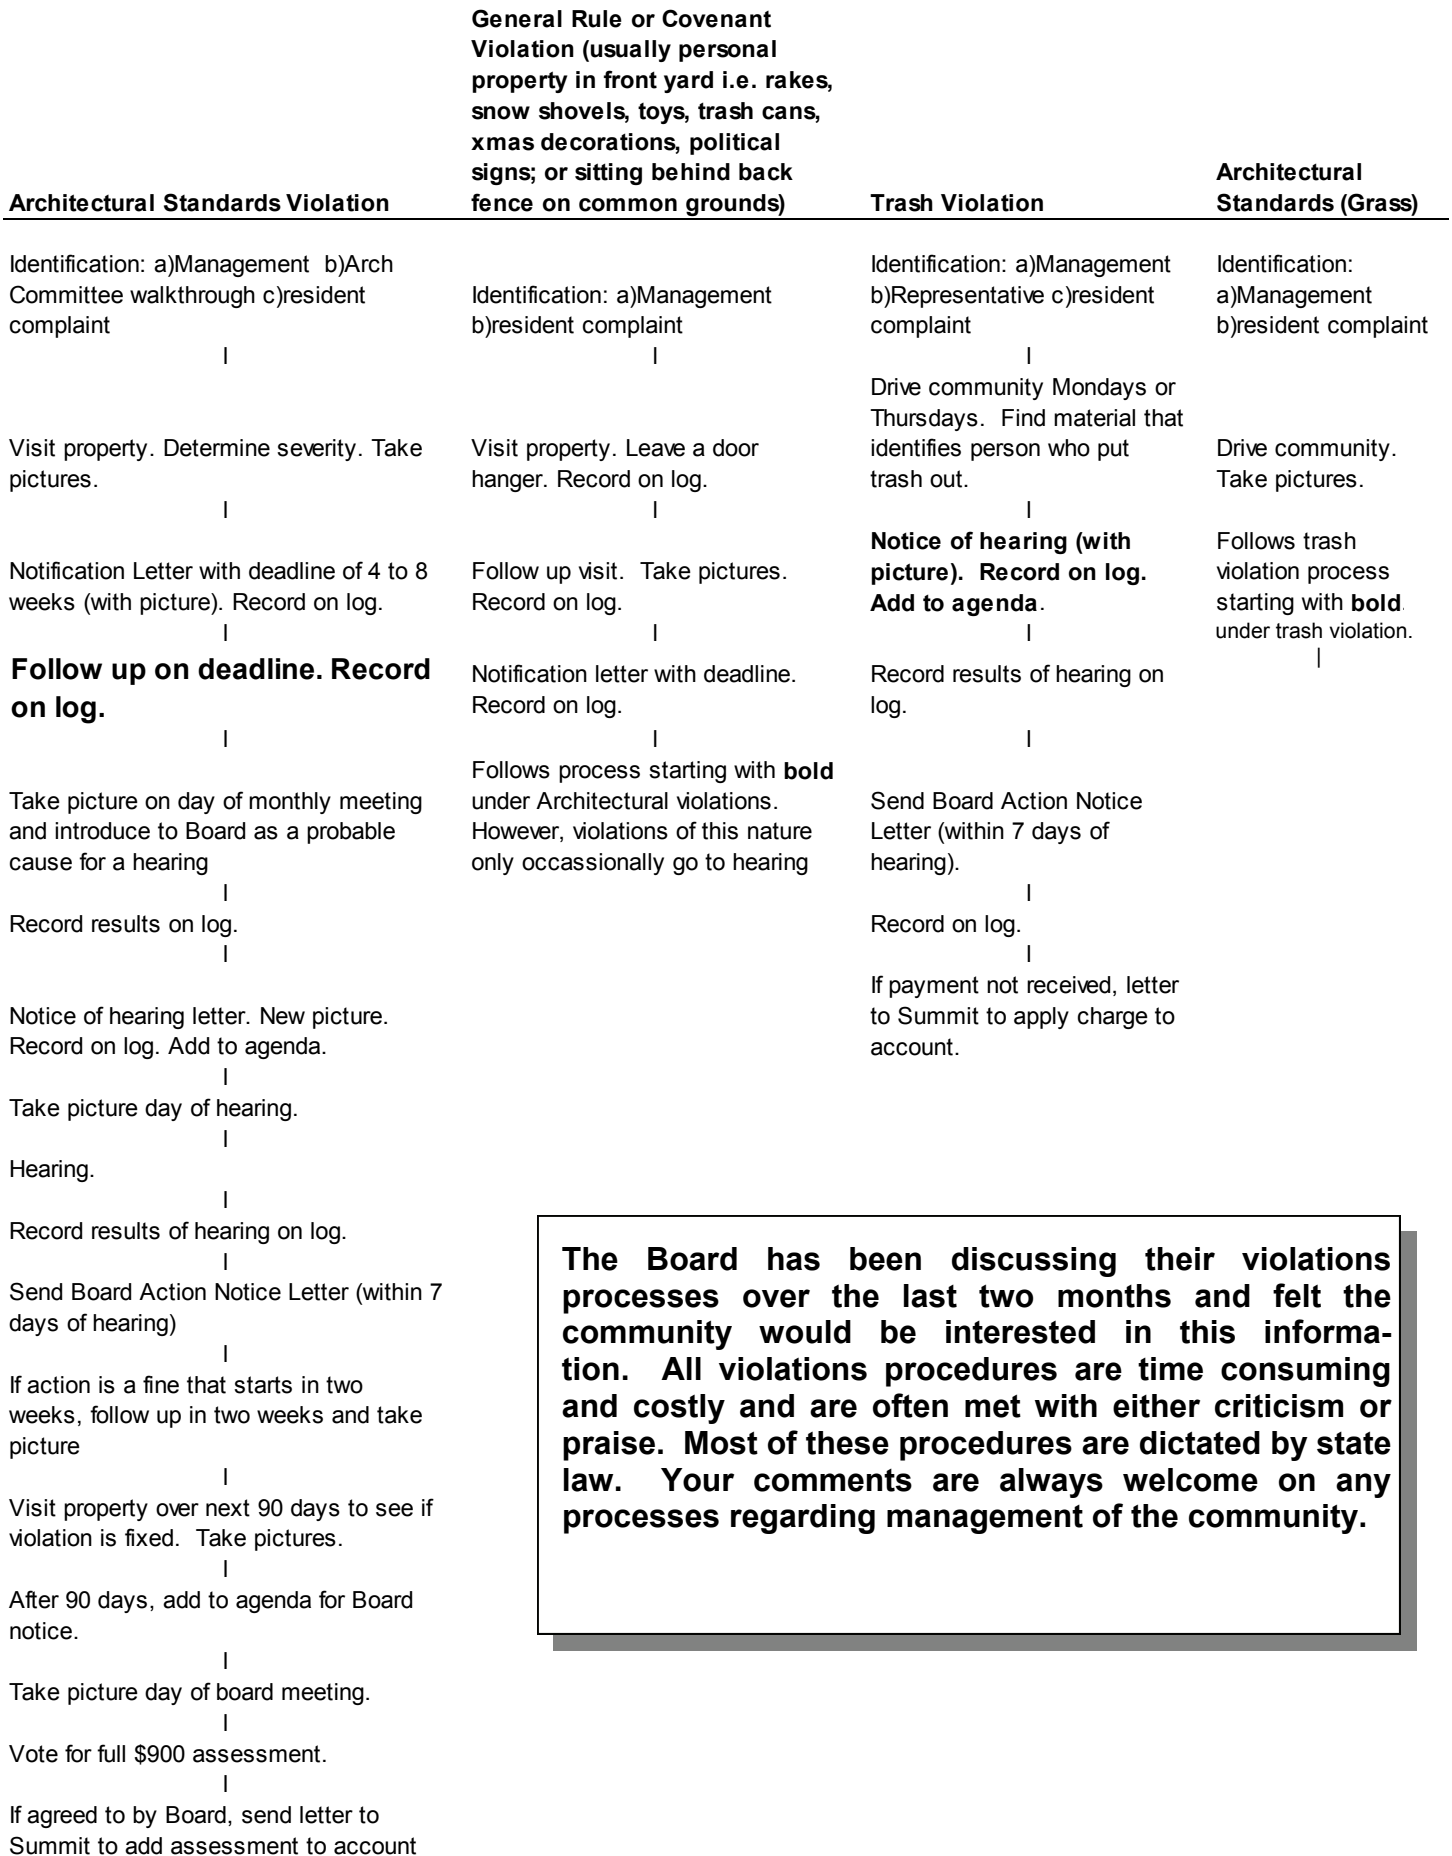 Architectural Standards Violation
General Rule or Covenant
Violation (usually personal
property in front yard i.e. rakes,
snow shovels, toys, trash cans,
xmas decorations, political
signs; or sitting behind back
fence on common grounds)
Trash Violation
Architectural
Standards (Grass)
Identification: a)Management b)Arch
Committee walkthrough c)resident
complaint
|
Visit property. Determine severity. Take
pictures.
|
Notification Letter with deadline of 4 to 8
weeks (with picture). Record on log.
|
Follow up on deadline. Record
on log.
|
Take picture on day of monthly meeting
and introduce to Board as a probable
cause for a hearing
|
Record results on log.
|
Notice of hearing letter. New picture.
Record on log. Add to agenda.
|
Take picture day of hearing.
|
Hearing.
|
Record results of hearing on log.
|
Send Board Action Notice Letter (within 7
days of hearing)
|
If action is a fine that starts in two
weeks, follow up in two weeks and take
picture
|
Visit property over next 90 days to see if
violation is fixed. Take pictures.
|
After 90 days, add to agenda for Board
notice.
|
Take picture day of board meeting.
|
Vote for full $900 assessment.
|
If agreed to by Board, send letter to
Summit to add assessment to account
Identification: a)Management
b)resident complaint
|
Visit property. Leave a door
hanger. Record on log.
|
Follow up visit. Take pictures.
Record on log.
|
Notification letter with deadline.
Record on log.
|
Follows process starting with bold
under Architectural violations.
However, violations of this nature
only occassionally go to hearing
Identification: a)Management
b)Representative c)resident
complaint
|
Drive community Mondays or
Thursdays. Find material that
identifies person who put
trash out.
|
Notice of hearing (with
picture). Record on log.
Add to agenda.
|
Record results of hearing on
log.
|
Send Board Action Notice
Letter (within 7 days of
hearing).
|
Record on log.
|
If payment not received, letter
to Summit to apply charge to
account.
Identification:
a)Management
b)resident complaint
Drive community.
Take pictures.
Follows trash
violation process
starting with bold.
under trash violation.
|
The Board has been discussing their violations
processes over the last two months and felt the
community would be interested in this informa-
tion. All violations procedures are time consuming
and costly and are often met with either criticism or
praise. Most of these procedures are dictated by state
law. Your comments are always welcome on any
processes regarding management of the community.